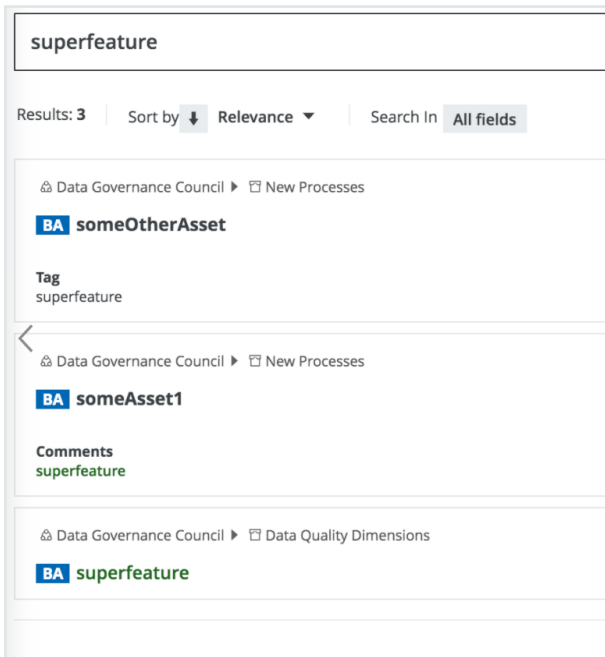 superfeature
Results: 3 Sort by Relevance Search In All fields
Data Governance Council New Processes
BA someOtherAsset
Tag
superfeature
Data Governance Council New Processes
BA someAsset1
Comments
superfeature
Data Governance Council Data Quality Dimensions
BA superfeature